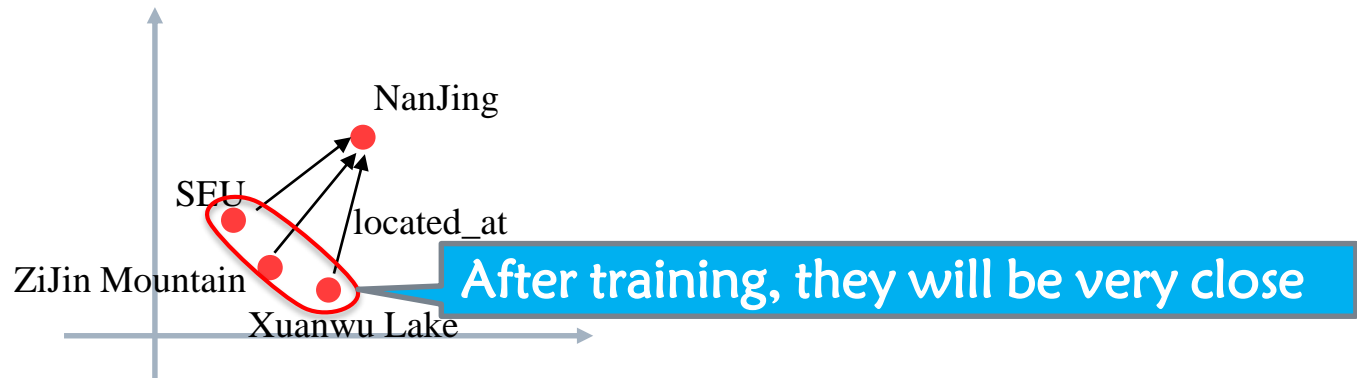 NanJing
SEU
located_at
After training, they will be very close
ZiJin Mountain
Xuanwu Lake